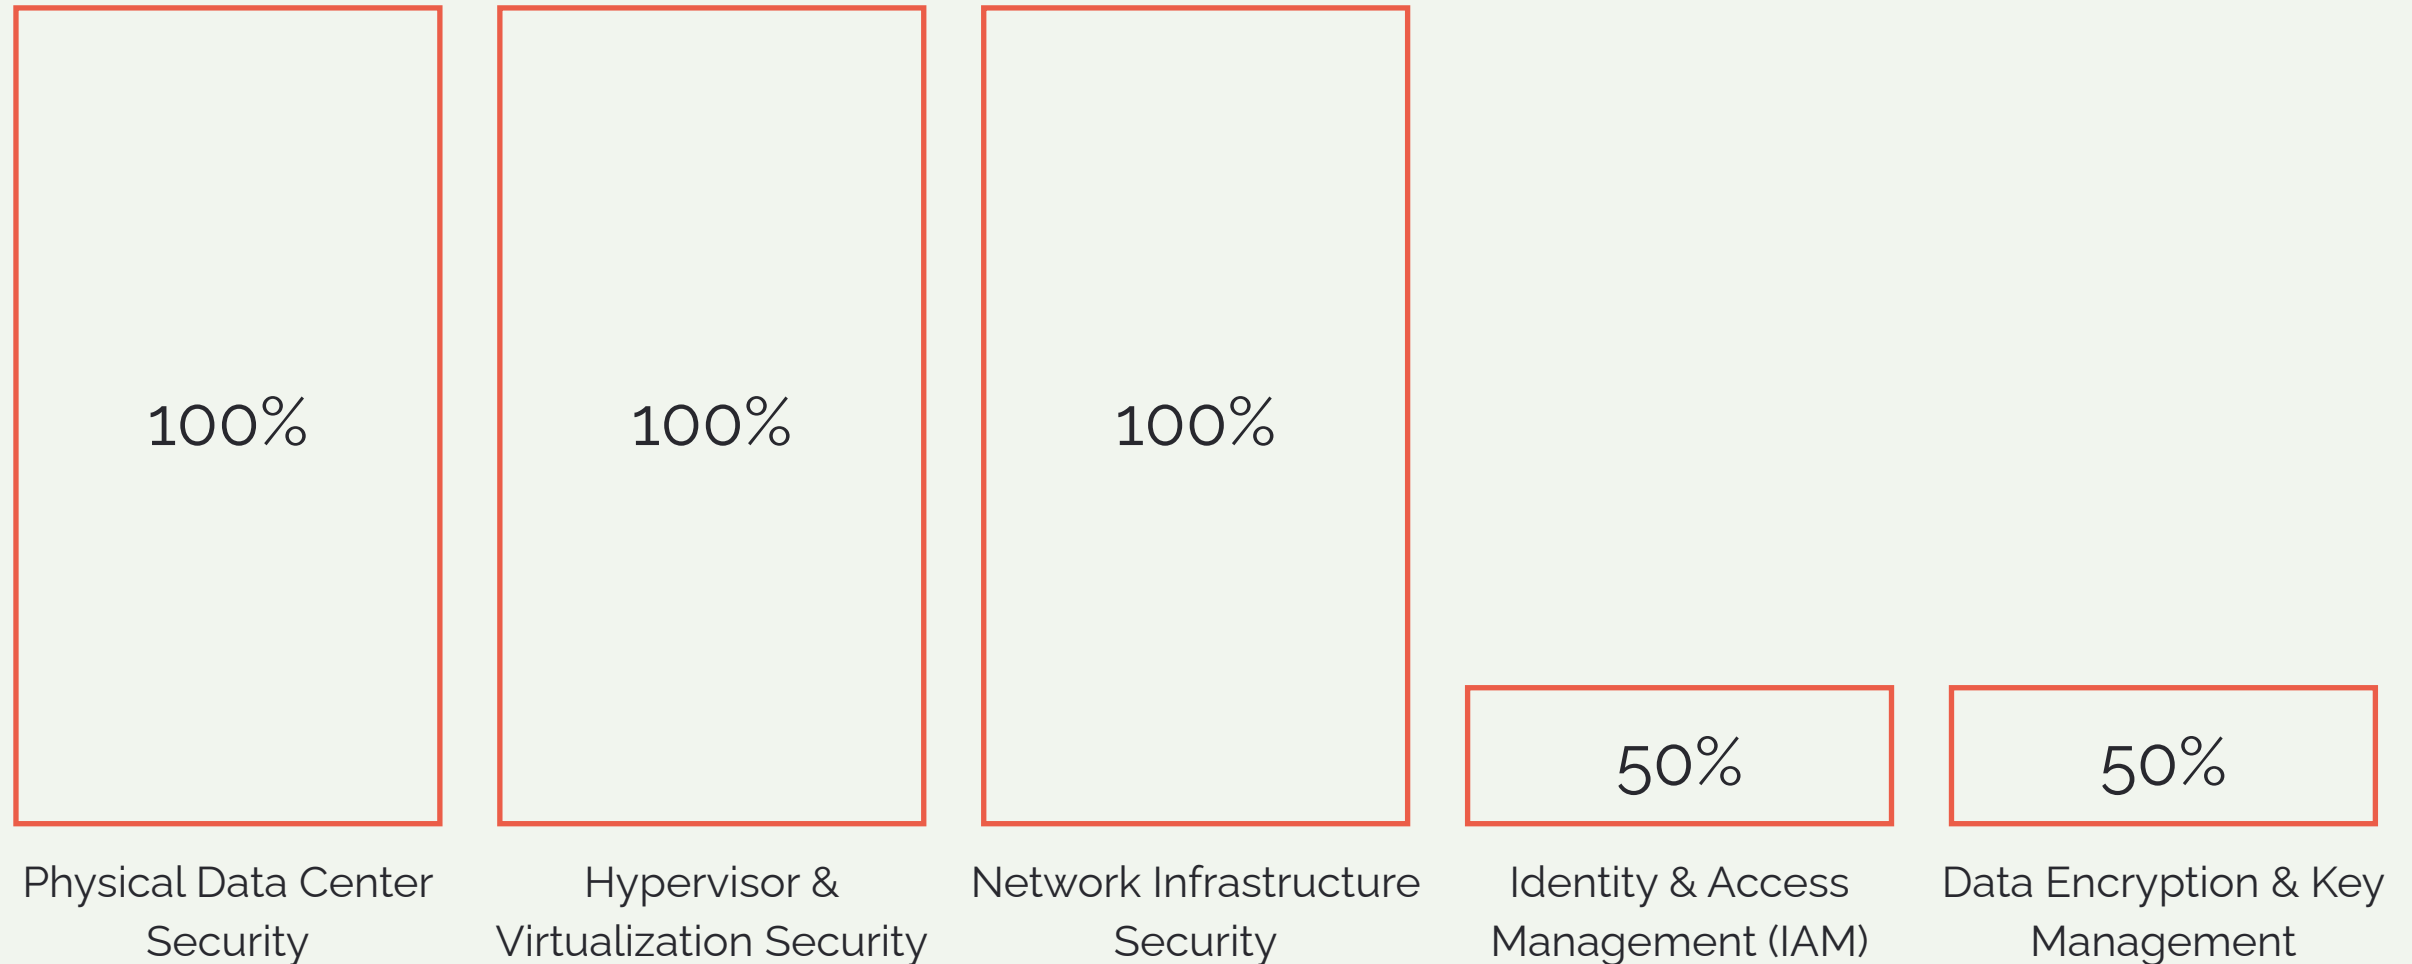 100%
100%
100%
50%
50%
Physical Data Center
Security
Hypervisor &
Virtualization Security
Network Infrastructure
Security
Identity & Access
Management (IAM)
Data Encryption & Key
Management